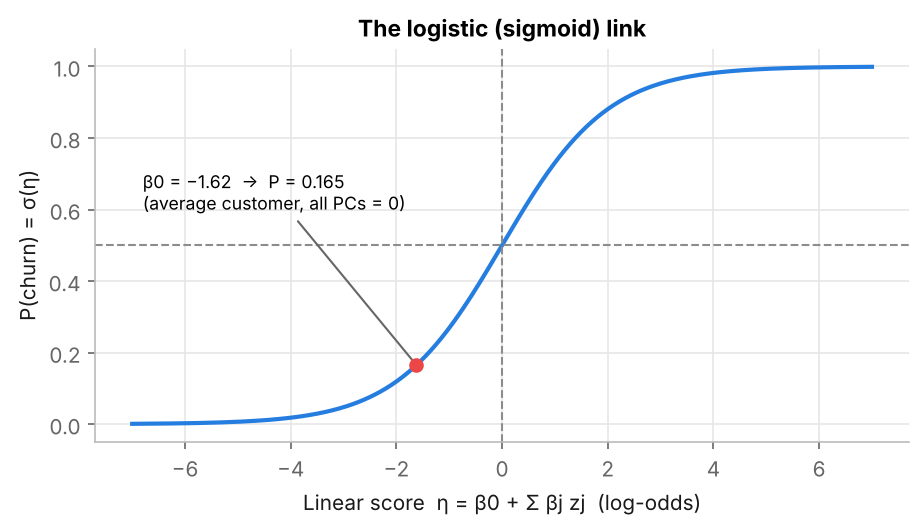 The logistic (sigmoid) link
1.0
0.8
0.6
0.4
0.2
0.0
P(churn) = σ(η)
β0 = −1.62 → P = 0.165
(average customer, all PCs = 0)
−6 −4 −2 0 2 4 6
Linear score η = β0 + Σ βj zj (log-odds)